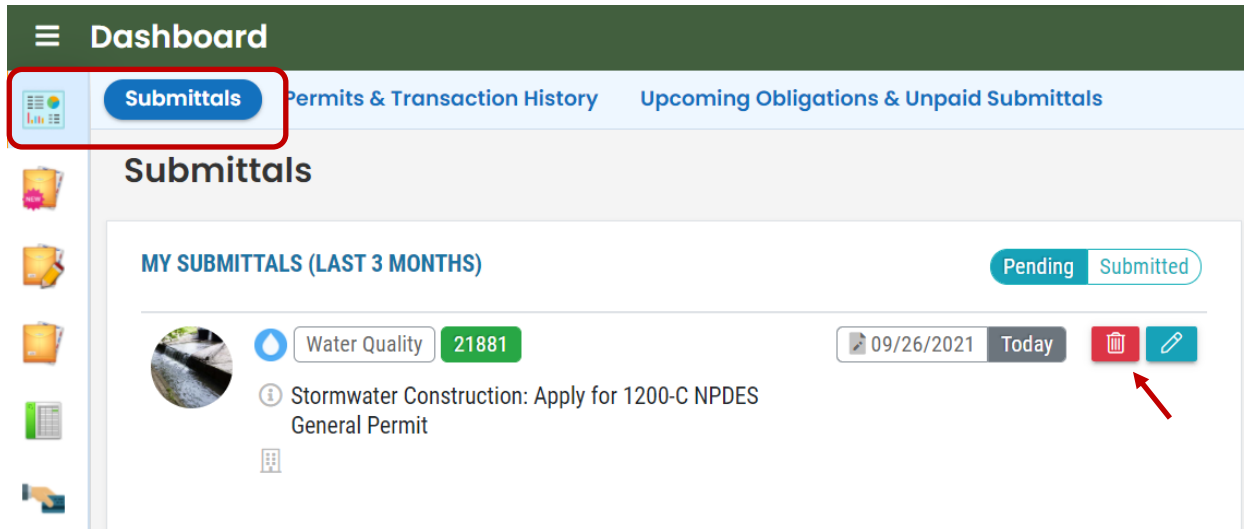 Dashboard
Submittals Permits & Transaction History Upcoming Obligations & Unpaid Submittals
Submittals
NEW
MY SUBMITTALS (LAST 3 MONTHS)
Pending Submitted
Water Quality 21881 09/26/2021 Today
Stormwater Construction: Apply for 1200-C NPDES
General Permit